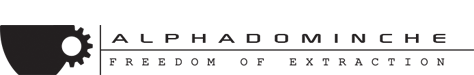 ALPHADOMINCHE
FREEDOM OF EXTRACTION